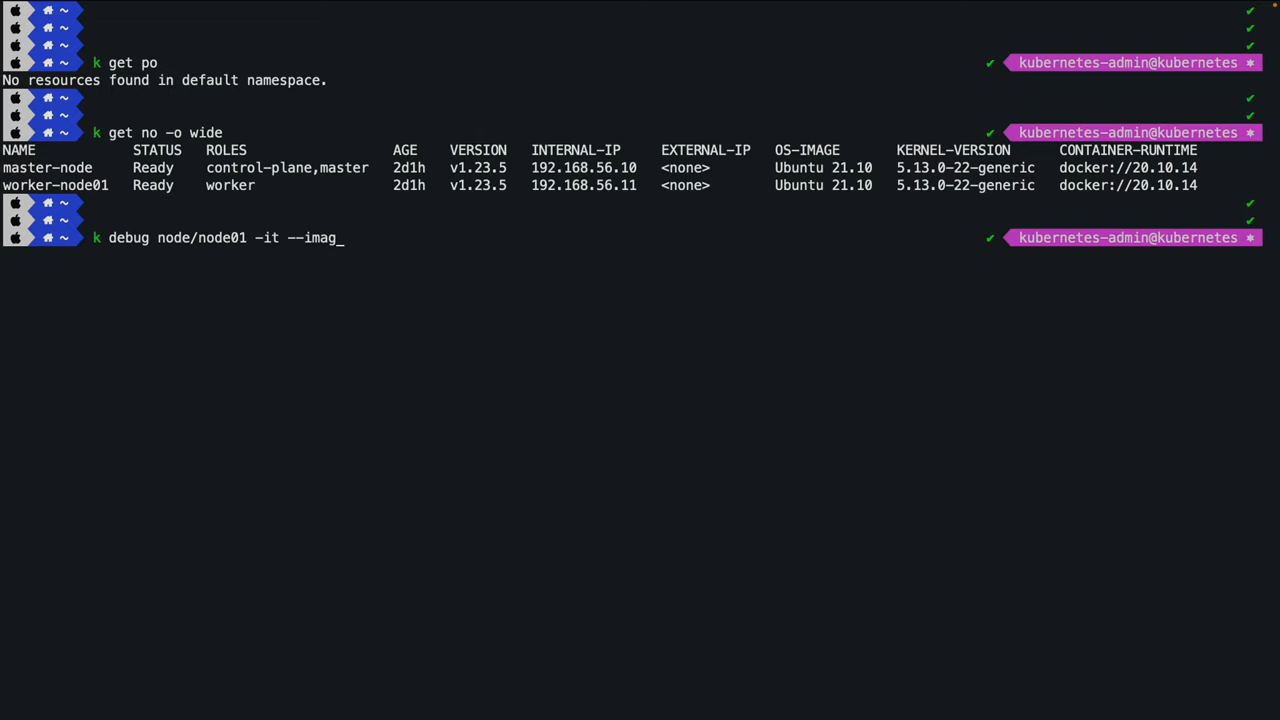 ~ ✔
~ ✔
~ ✔
~ k get po ✔ kubernetes-admin@kubernetes ⎈
No resources found in default namespace.
~ ✔
~ ✔
~ k get no -o wide ✔ kubernetes-admin@kubernetes ⎈
NAME STATUS ROLES AGE VERSION INTERNAL-IP EXTERNAL-IP OS-IMAGE KERNEL-VERSION CONTAINER-RUNTIME
master-node Ready control-plane,master 2d1h v1.23.5 192.168.56.10 <none> Ubuntu 21.10 5.13.0-22-generic docker://20.10.14
worker-node01 Ready worker 2d1h v1.23.5 192.168.56.11 <none> Ubuntu 21.10 5.13.0-22-generic docker://20.10.14
~ ✔
~ ✔
~ k debug node/node01 -it --imag_ ✔ kubernetes-admin@kubernetes ⎈